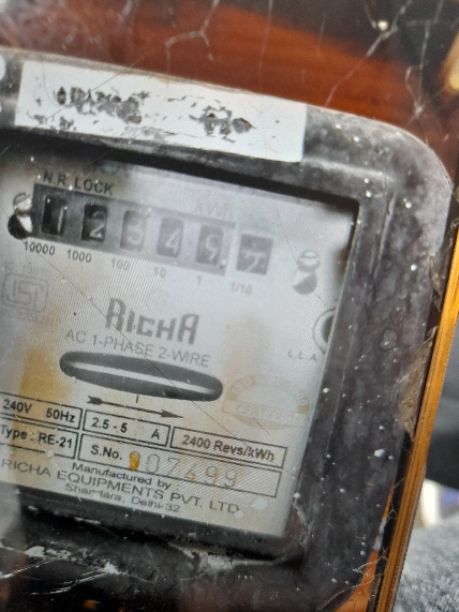 N.R. LOCK
kWh
1 2 6 4 9
10000 1000 100 10 1 1/10
RICHA
AC 1-PHASE 2-WIRE
L.L.A
240V 50Hz 2.5-5 A 2400 Revs/kWh
Type : RE-21 S.No. 907499
Manufactured by :
RICHA EQUIPMENTS PVT. LTD
Shahdara, Delhi-32